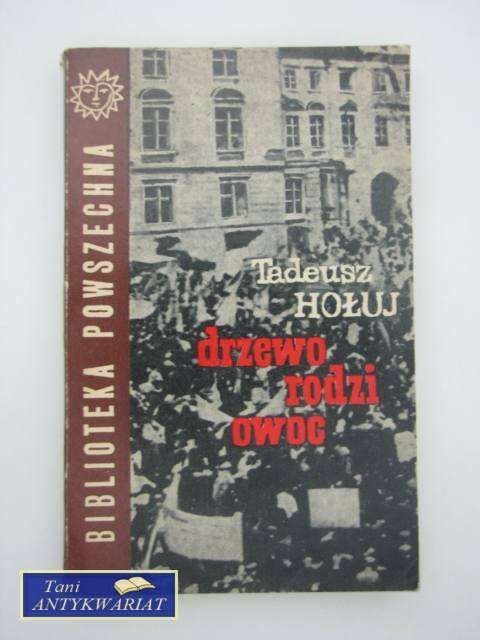 BIBLIOTEKA POWSZECHNA
Tadeusz
HOŁUJ
drzewo
rodzi
owoc
Tani
ANTYKWARIAT